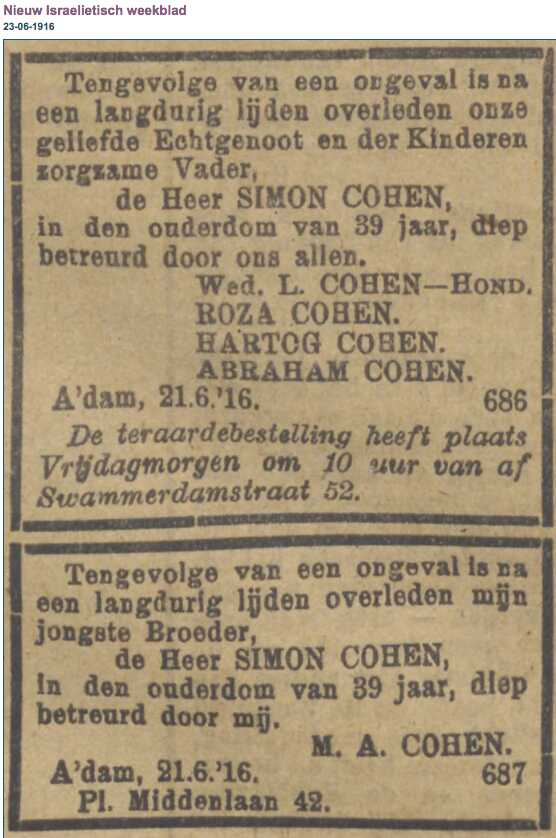 Nieuw Israelietisch weekblad
23-06-1916
Tengevolge van een ongeval is na
een langdurig lijden overleden onze
geliefde Echtgenoot en der Kinderen
zorgzame Vader,
de Heer SIMON COHEN,
in den ouderdom van 39 jaar, diep
betreurd door ons allen.
Wed. L. COHEN—HOND.
ROZA COHEN.
HARTOG COHEN.
ABRAHAM COHEN.
A'dam, 21.6.'16. 686
De teraardebestelling heeft plaats
Vrijdagmorgen om 10 uur van af
Swammerdamstraat 52.
Tengevolge van een ongeval is na
een langdurig lijden overleden mijn
jongste Broeder,
de Heer SIMON COHEN,
in den ouderdom van 39 jaar, diep
betreurd door mij.
M. A. COHEN.
A'dam, 21.6.'16. 687
Pl. Middenlaan 42.